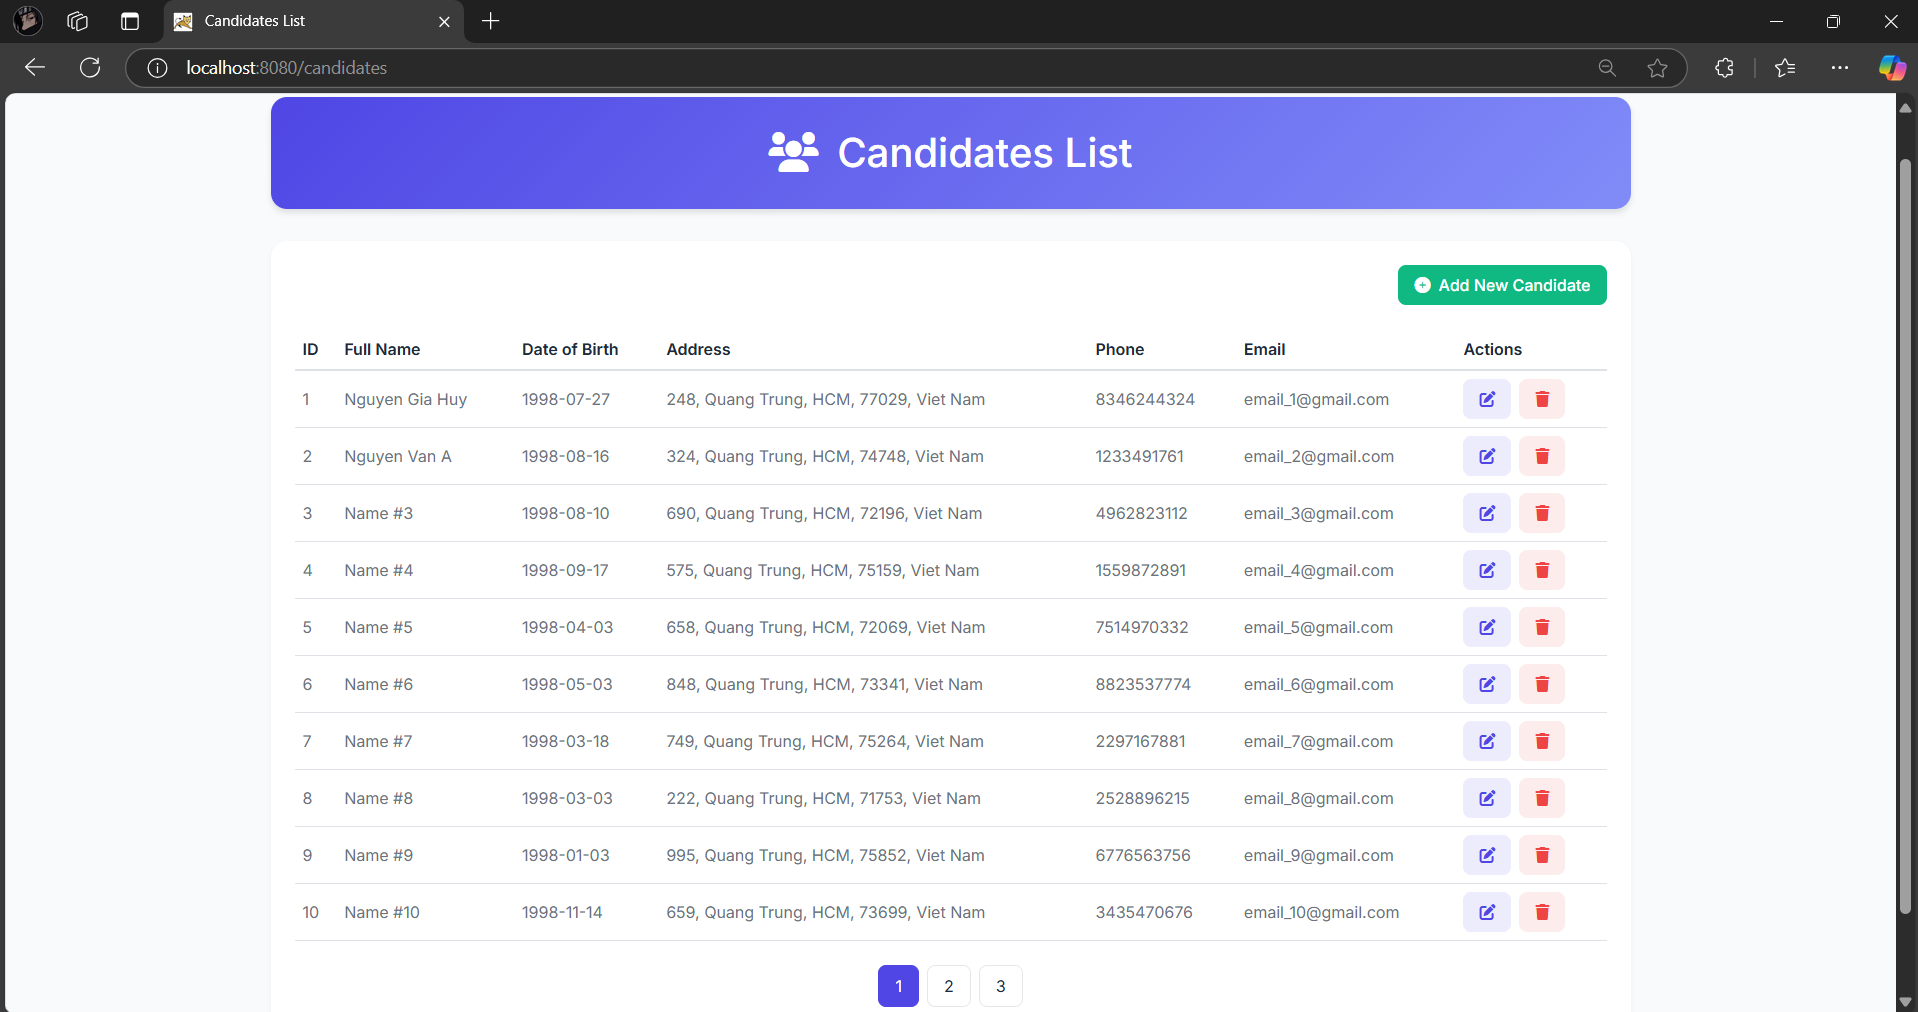 Candidates List
localhost:8080/candidates
Candidates List
Add New Candidate
ID Full Name Date of Birth Address Phone Email Actions
1 Nguyen Gia Huy 1998-07-27 248, Quang Trung, HCM, 77029, Viet Nam 8346244324 email_1@gmail.com
2 Nguyen Van A 1998-08-16 324, Quang Trung, HCM, 74748, Viet Nam 1233491761 email_2@gmail.com
3 Name #3 1998-08-10 690, Quang Trung, HCM, 72196, Viet Nam 4962823112 email_3@gmail.com
4 Name #4 1998-09-17 575, Quang Trung, HCM, 75159, Viet Nam 1559872891 email_4@gmail.com
5 Name #5 1998-04-03 658, Quang Trung, HCM, 72069, Viet Nam 7514970332 email_5@gmail.com
6 Name #6 1998-05-03 848, Quang Trung, HCM, 73341, Viet Nam 8823537774 email_6@gmail.com
7 Name #7 1998-03-18 749, Quang Trung, HCM, 75264, Viet Nam 2297167881 email_7@gmail.com
8 Name #8 1998-03-03 222, Quang Trung, HCM, 71753, Viet Nam 2528896215 email_8@gmail.com
9 Name #9 1998-01-03 995, Quang Trung, HCM, 75852, Viet Nam 6776563756 email_9@gmail.com
10 Name #10 1998-11-14 659, Quang Trung, HCM, 73699, Viet Nam 3435470676 email_10@gmail.com
1 2 3